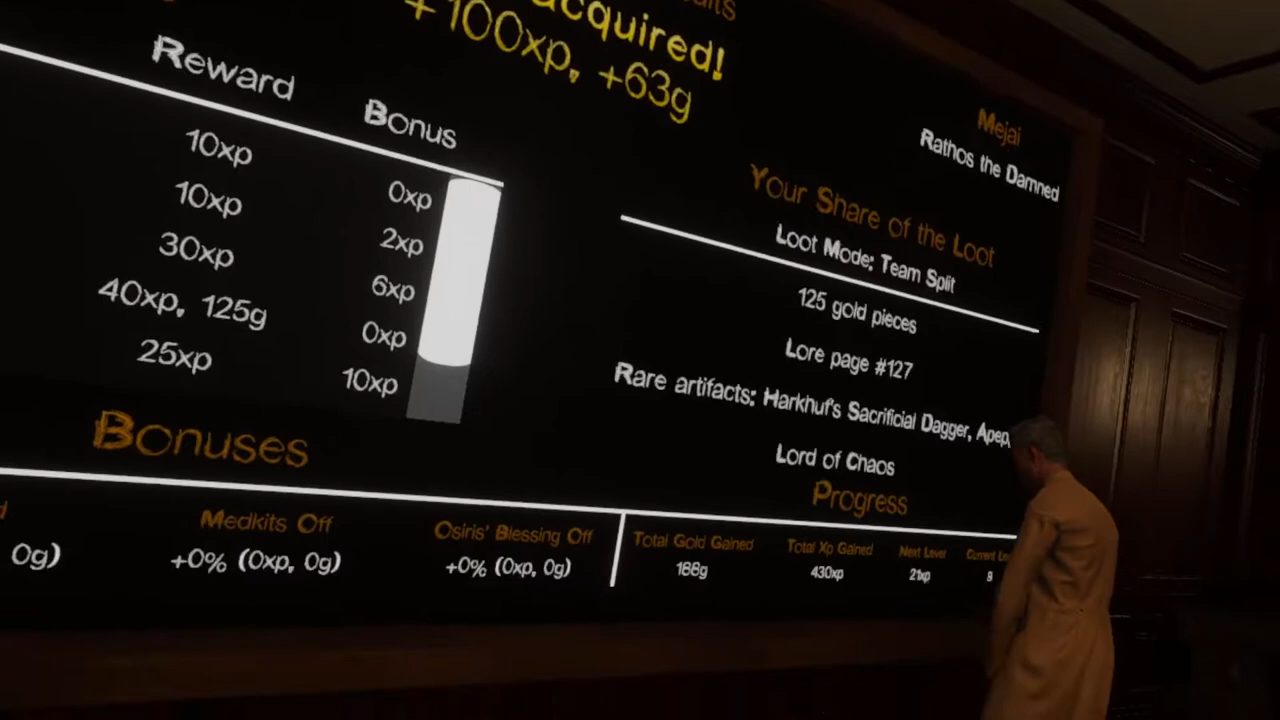 acquired!
+100xp, +63g
Reward Bonus
10xp 0xp
10xp 2xp
30xp 6xp
40xp, 125g 0xp
25xp 10xp
Mejai
Rathos the Damned
Your Share of the Loot
Loot Mode: Team Split
125 gold pieces
Lore page #127
Rare artifacts: Harkhuf's Sacrificial Dagger, Apep,
Lord of Chaos
Bonuses
Medkits Off Osiris' Blessing Off
0g) +0% (0xp, 0g) +0% (0xp, 0g)
Progress
Total Gold Gained Total Xp Gained Next Level Current
188g 430xp 21xp